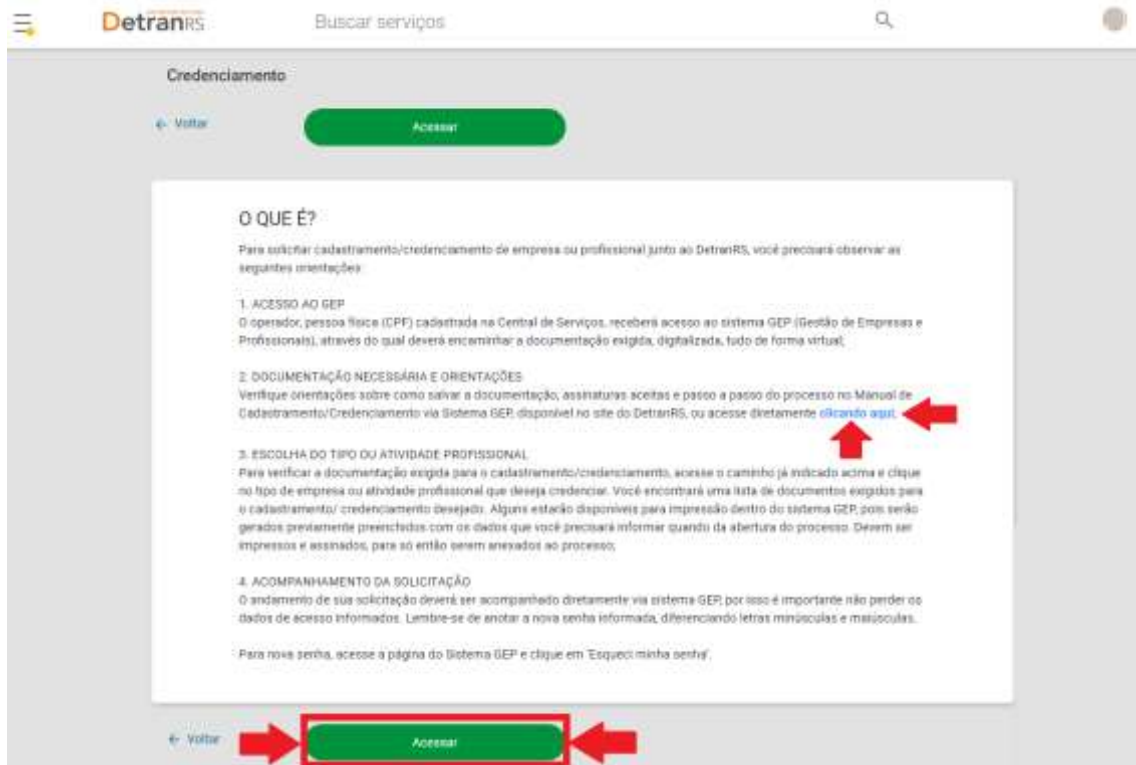 DetranRS
Buscar serviços
Credenciamento
← Voltar
Acessar
O QUE É?
Para solicitar cadastramento/credenciamento de empresa ou profissional junto ao DetranRS, você precisará observar as
seguintes orientações:
1. ACESSO AO GEP
O operador, pessoa física (CPF) cadastrada na Central de Serviços, receberá acesso ao sistema GEP (Gestão de Empresas e
Profissionais), através do qual deverá encaminhar a documentação exigida, digitalizada, tudo de forma virtual;
2. DOCUMENTAÇÃO NECESSÁRIA E ORIENTAÇÕES
Verifique orientações sobre como salvar a documentação, assinaturas aceitas e passo a passo do processo no Manual de
Cadastramento/Credenciamento via Sistema GEP, disponível no site do DetranRS, ou acesse diretamente clicando aqui.
3. ESCOLHA DO TIPO OU ATIVIDADE PROFISSIONAL
Para verificar a documentação exigida para o cadastramento/credenciamento, acesse o caminho já indicado acima e clique
no tipo de empresa ou atividade profissional que deseja credenciar. Você encontrará uma lista de documentos exigidos para
o cadastramento/ credenciamento desejado. Alguns estarão disponíveis para impressão dentro do sistema GEP, pois serão
gerados previamente preenchidos com os dados que você precisará informar quando da abertura do processo. Devem ser
impressos e assinados, para só então serem anexados ao processo;
4. ACOMPANHAMENTO DA SOLICITAÇÃO
O andamento de sua solicitação deverá ser acompanhado diretamente via sistema GEP, por isso é importante não perder os
dados de acesso informados. Lembre-se de anotar a nova senha informada, diferenciando letras minúsculas e maiúsculas.
Para nova senha, acesse a página do Sistema GEP e clique em 'Esqueci minha senha'.
← Voltar
Acessar